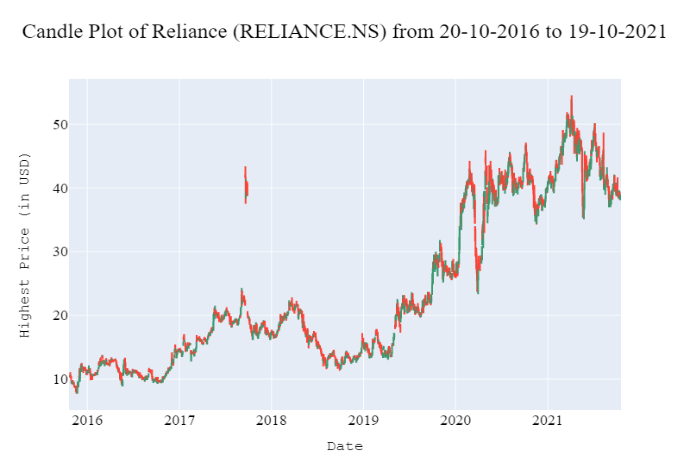 Candle Plot of Reliance (RELIANCE.NS) from 20-10-2016 to 19-10-2021
Highest Price (in USD)
50
40
30
20
10
2016 2017 2018 2019 2020 2021
Date